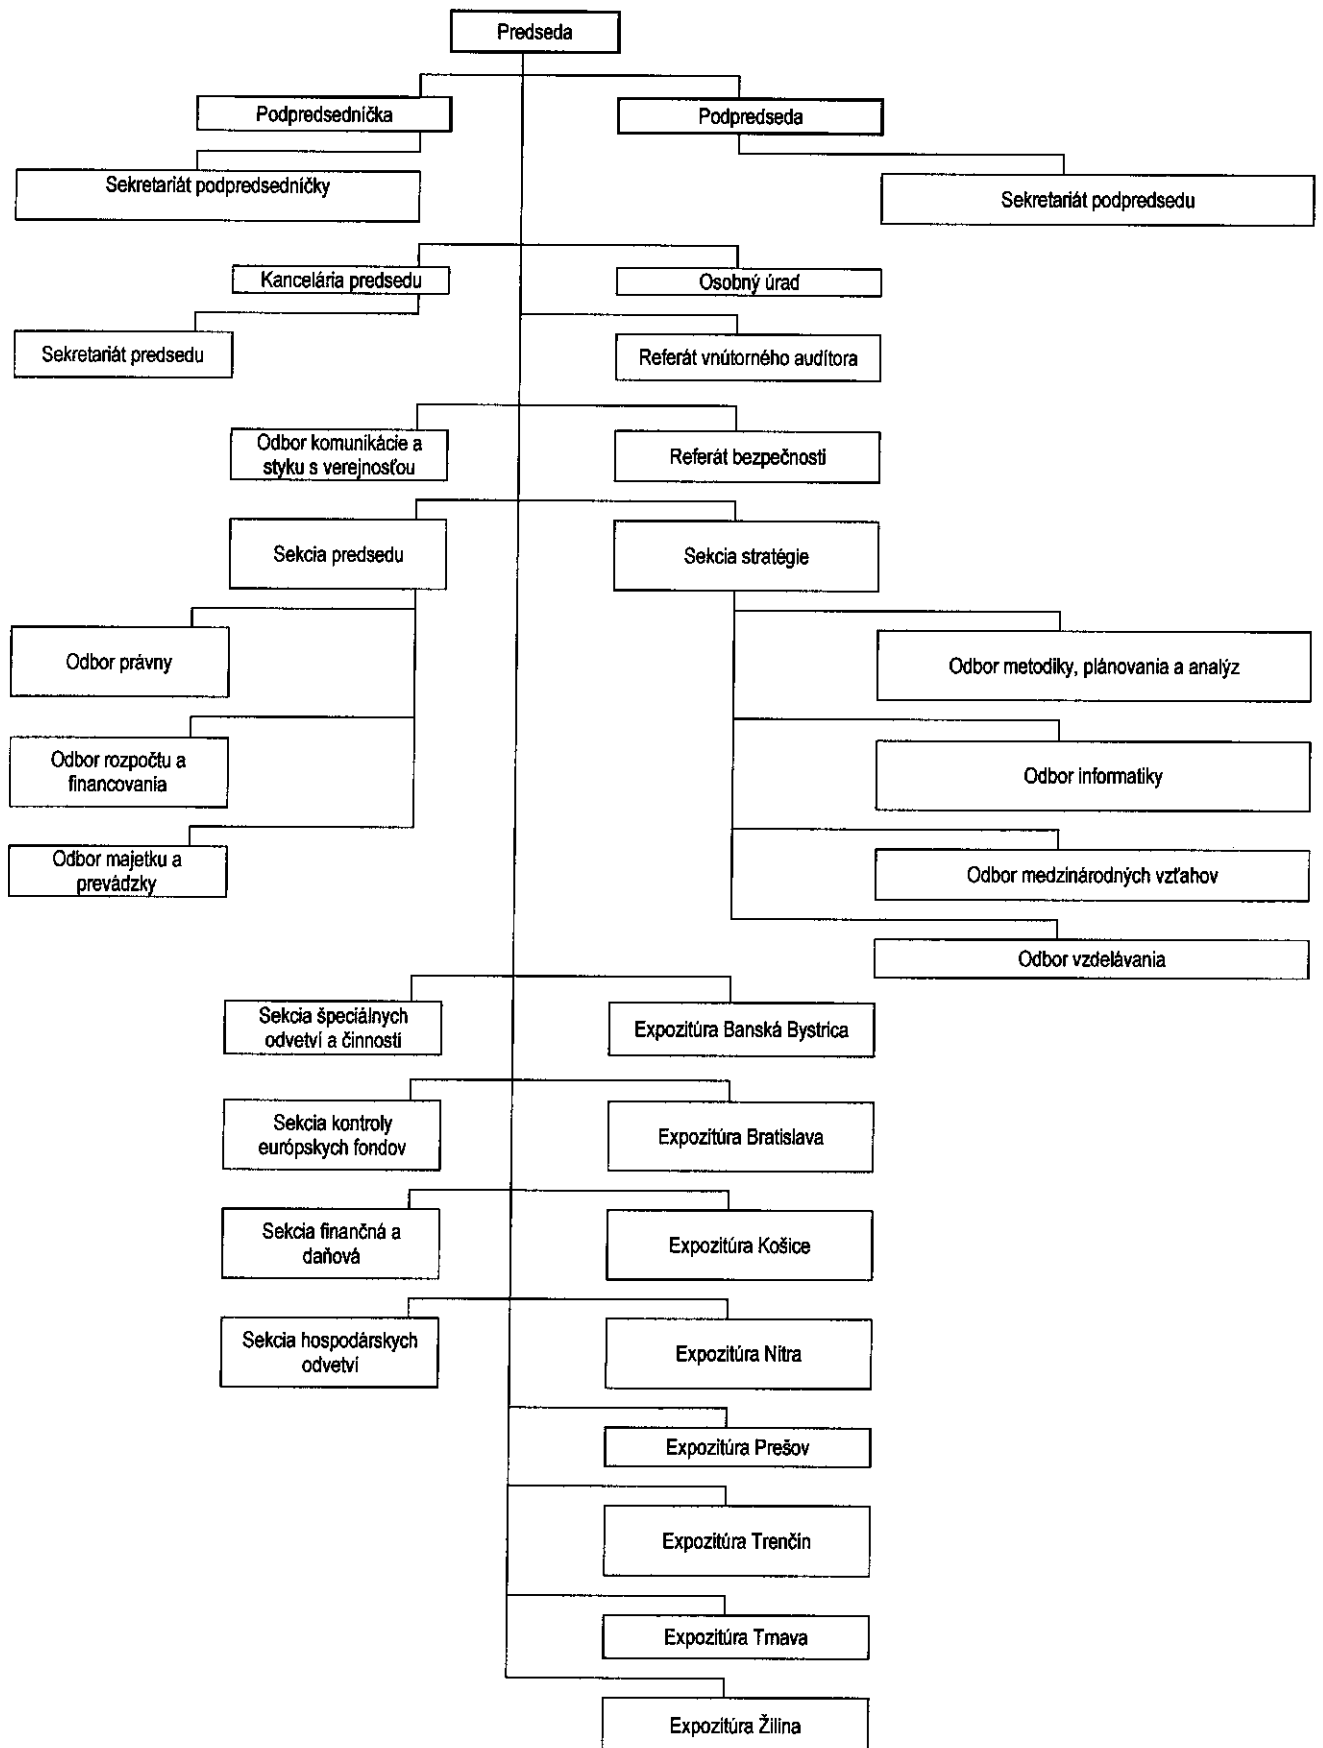 Predseda
Podpredsedníčka
Podpredseda
Sekretariát podpredsedníčky
Sekretariát podpredsedu
Kancelária predsedu
Osobný úrad
Sekretariát predsedu
Referát vnútorného audítora
Odbor komunikácie a
styku s verejnosťou
Referát bezpečnosti
Sekcia predsedu
Sekcia stratégie
Odbor právny
Odbor metodiky, plánovania a analýz
Odbor rozpočtu a
financovania
Odbor informatiky
Odbor majetku a
prevádzky
Odbor medzinárodných vzťahov
Odbor vzdelávania
Sekcia špeciálnych
odvetví a činností
Expozitúra Banská Bystrica
Sekcia kontroly
európskych fondov
Expozitúra Bratislava
Sekcia finančná a
daňová
Expozitúra Košice
Sekcia hospodárskych
odvetví
Expozitúra Nitra
Expozitúra Prešov
Expozitúra Trenčín
Expozitúra Trnava
Expozitúra Žilina